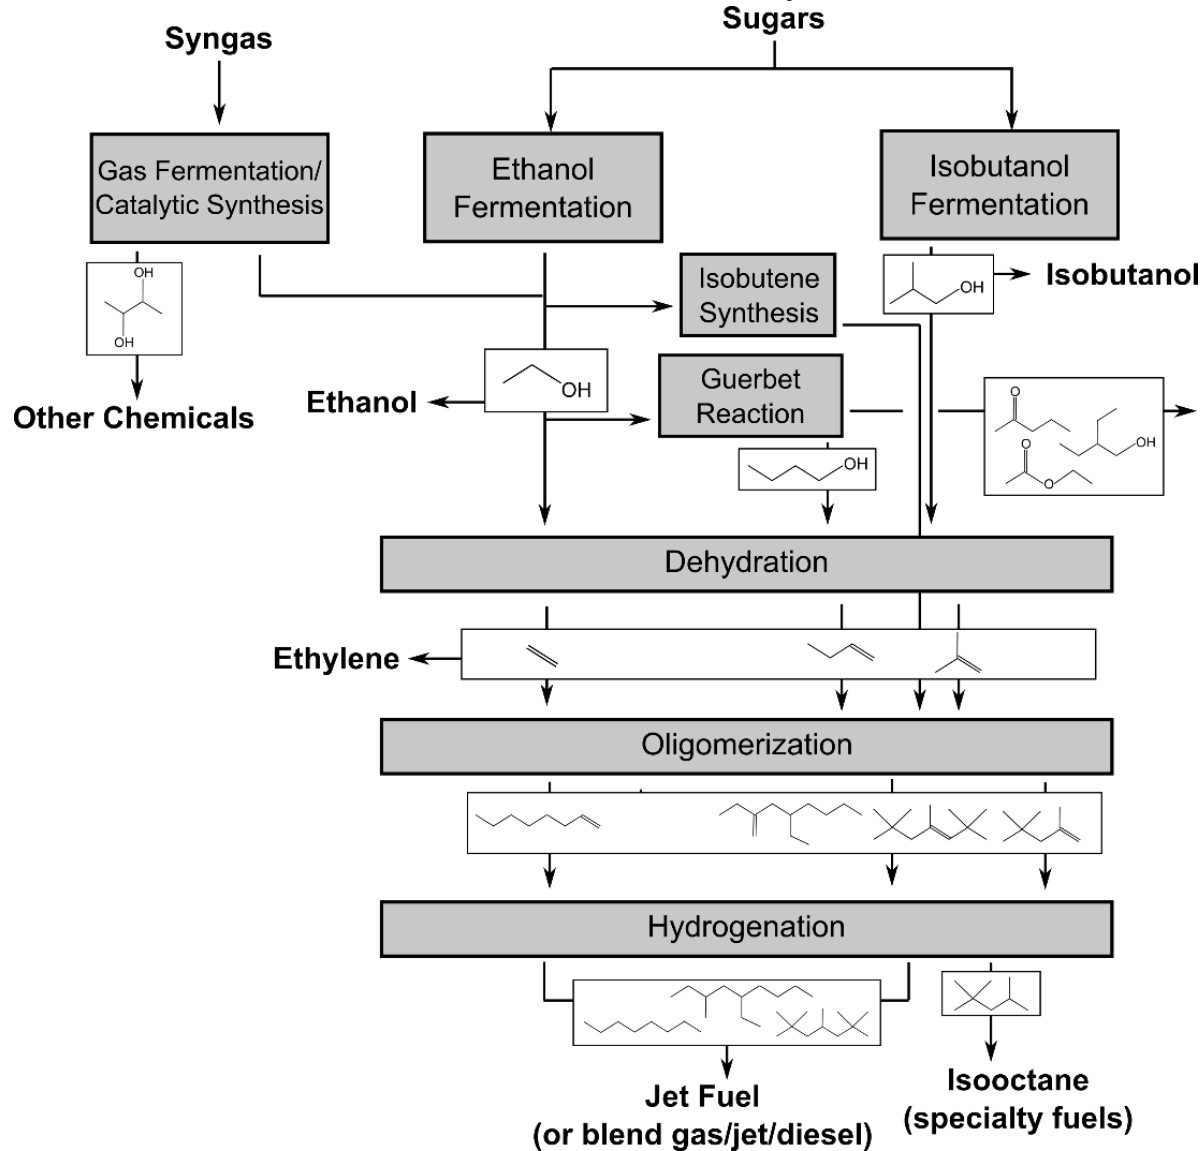 Sugars
Syngas
Gas Fermentation/
Catalytic Synthesis
Ethanol
Fermentation
Isobutanol
Fermentation
OH
OH
Other Chemicals
Isobutene
Synthesis
OH
Isobutanol
OH
Ethanol
Guerbet
Reaction
OH
O
OH
O
O
Dehydration
Ethylene
Oligomerization
Hydrogenation
Jet Fuel
(or blend gas/jet/diesel)
Isooctane
(specialty fuels)